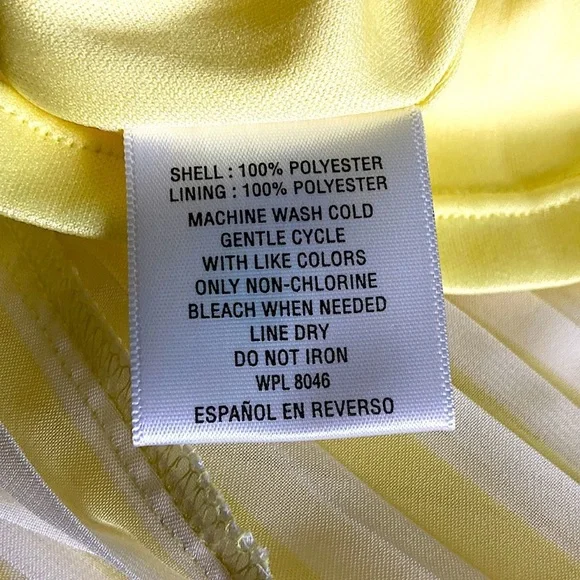 SHELL : 100% POLYESTER
LINING : 100% POLYESTER
MACHINE WASH COLD
GENTLE CYCLE
WITH LIKE COLORS
ONLY NON-CHLORINE
BLEACH WHEN NEEDED
LINE DRY
DO NOT IRON
WPL 8046
ESPAÑOL EN REVERSO